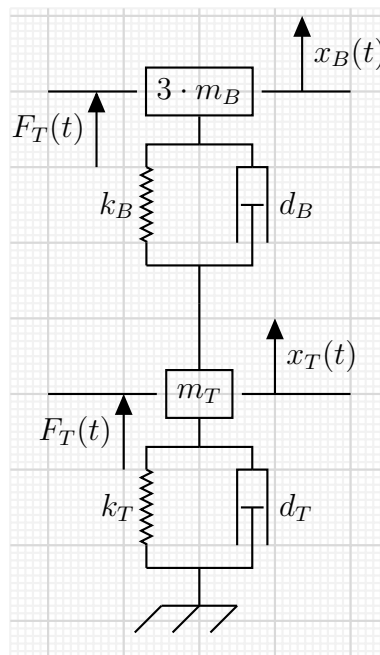 x_B(t)
3 · m_B
F_T(t)
k_B
d_B
x_T(t)
m_T
F_T(t)
k_T
d_T